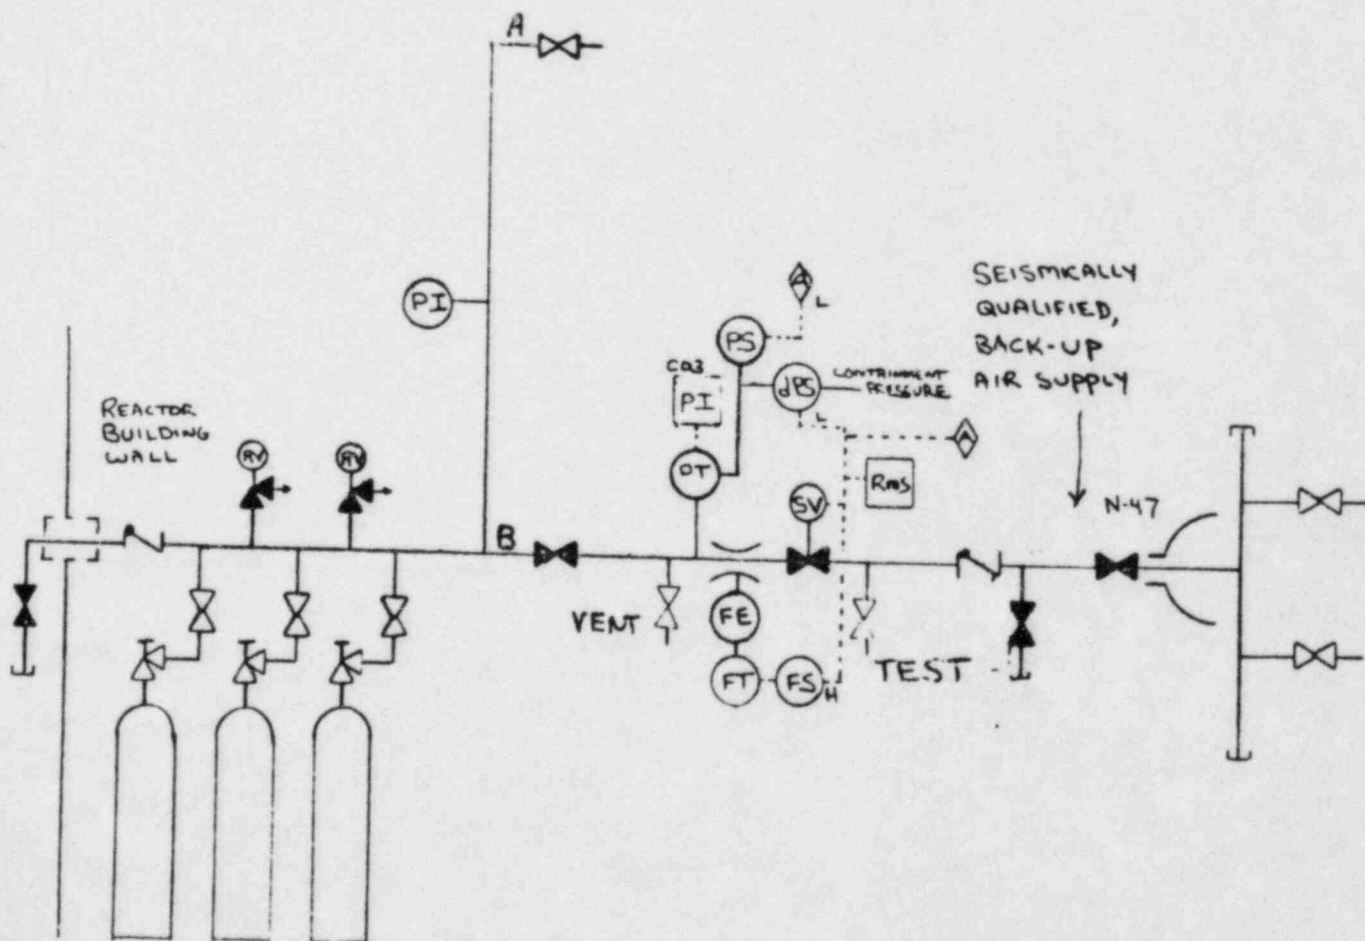 A
SEISMICALLY
QUALIFIED,
BACK-UP
AIR SUPPLY
A
L
PI
PS
CO3
PI
dPS
CONTAINMENT
PRESSURE
L
A
REACTOR
BUILDING
WALL
RV
RV
PT
RMS
SV
N-47
B
VENT
FE
FT
FS
H
TEST